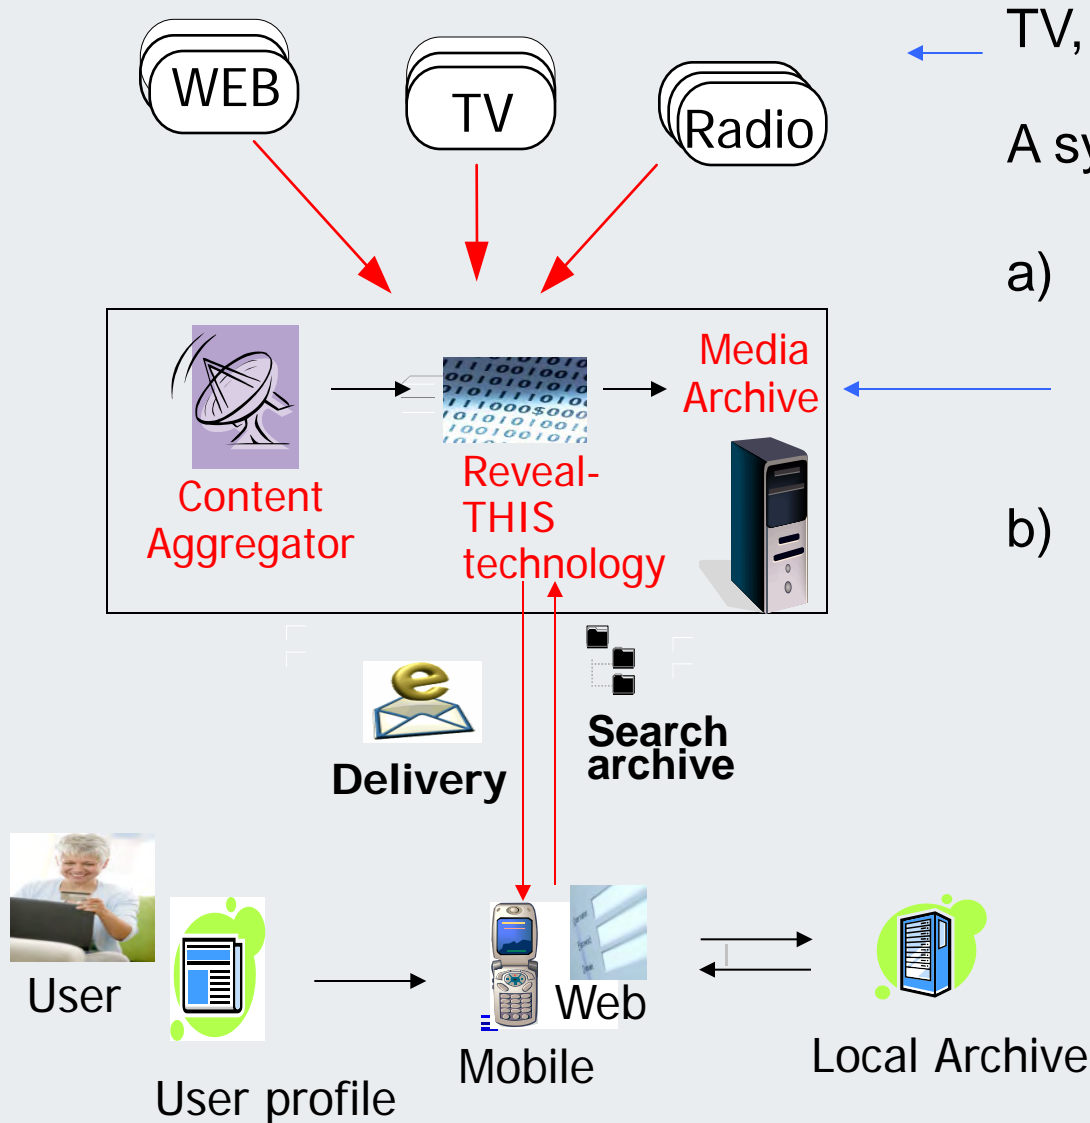 WEB
TV
Radio
TV,
A sy
a)
b)
Content
Aggregator
Reveal-
THIS
technology
Media
Archive
Delivery
Search
archive
User
User profile
Mobile
Web
Local Archive